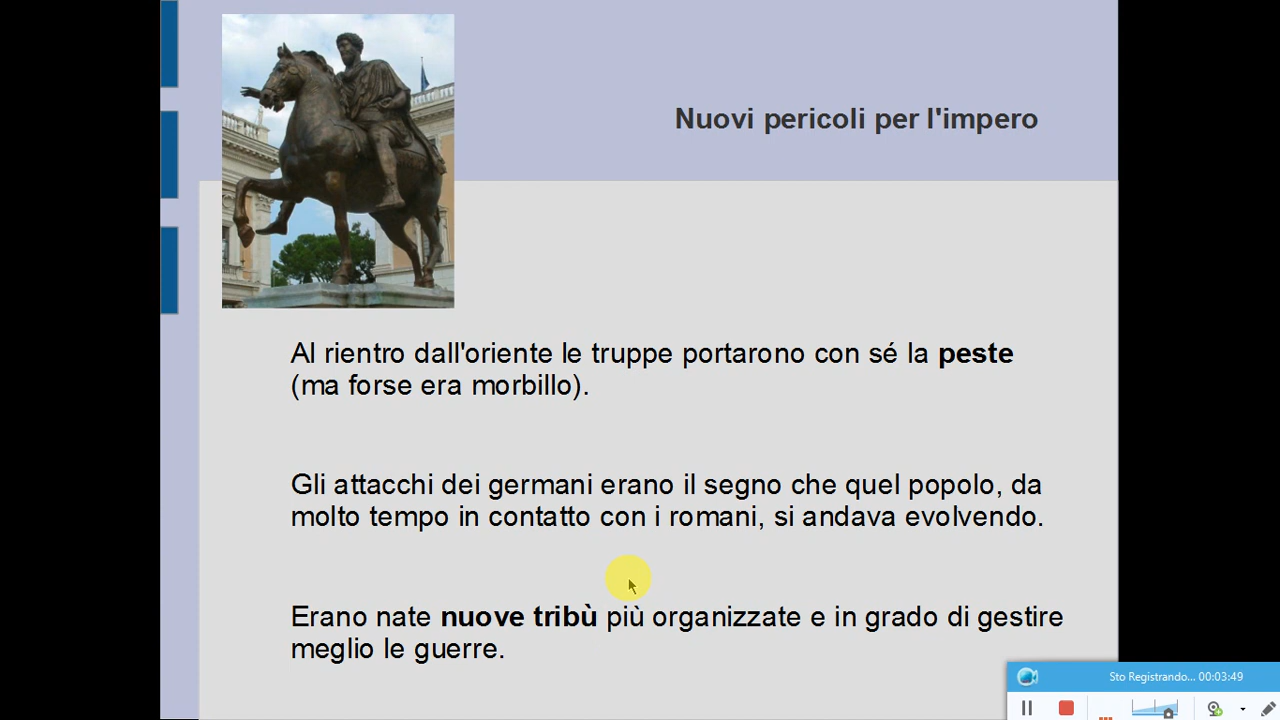 Nuovi pericoli per l'impero
Al rientro dall'oriente le truppe portarono con sé la peste
(ma forse era morbillo).
Gli attacchi dei germani erano il segno che quel popolo, da
molto tempo in contatto con i romani, si andava evolvendo.
Erano nate nuove tribù più organizzate e in grado di gestire
meglio le guerre.
Sto Registrando... 00:03:49